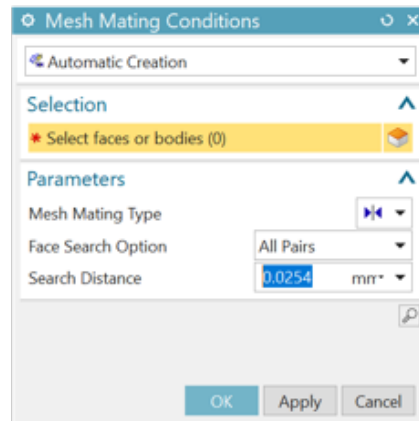 Mesh Mating Conditions
Automatic Creation
Selection
* Select faces or bodies (0)
Parameters
Mesh Mating Type
Face Search Option All Pairs
Search Distance 0.0254 mm
OK Apply Cancel